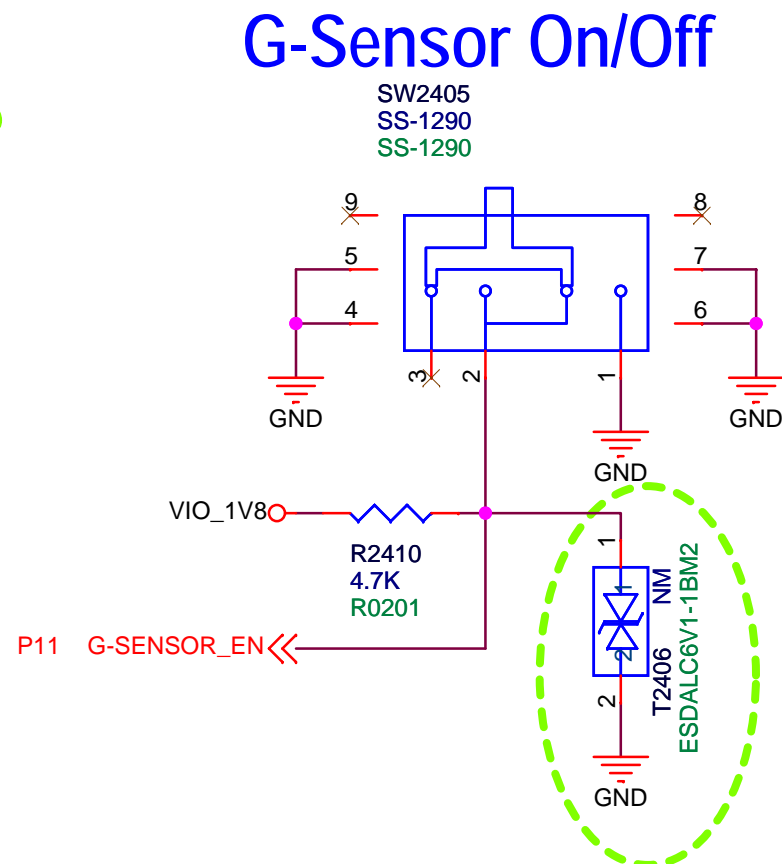 G-Sensor On/Off
SW2405
SS-1290
SS-1290
9
8
5
7
4
6
3
2
1
GND
GND
GND
GND
VIO_1V8
R2410
4.7K
R0201
P11 G-SENSOR_EN
1
1
2
2
T2406 NM
ESDALC6V1-1BM2
GND